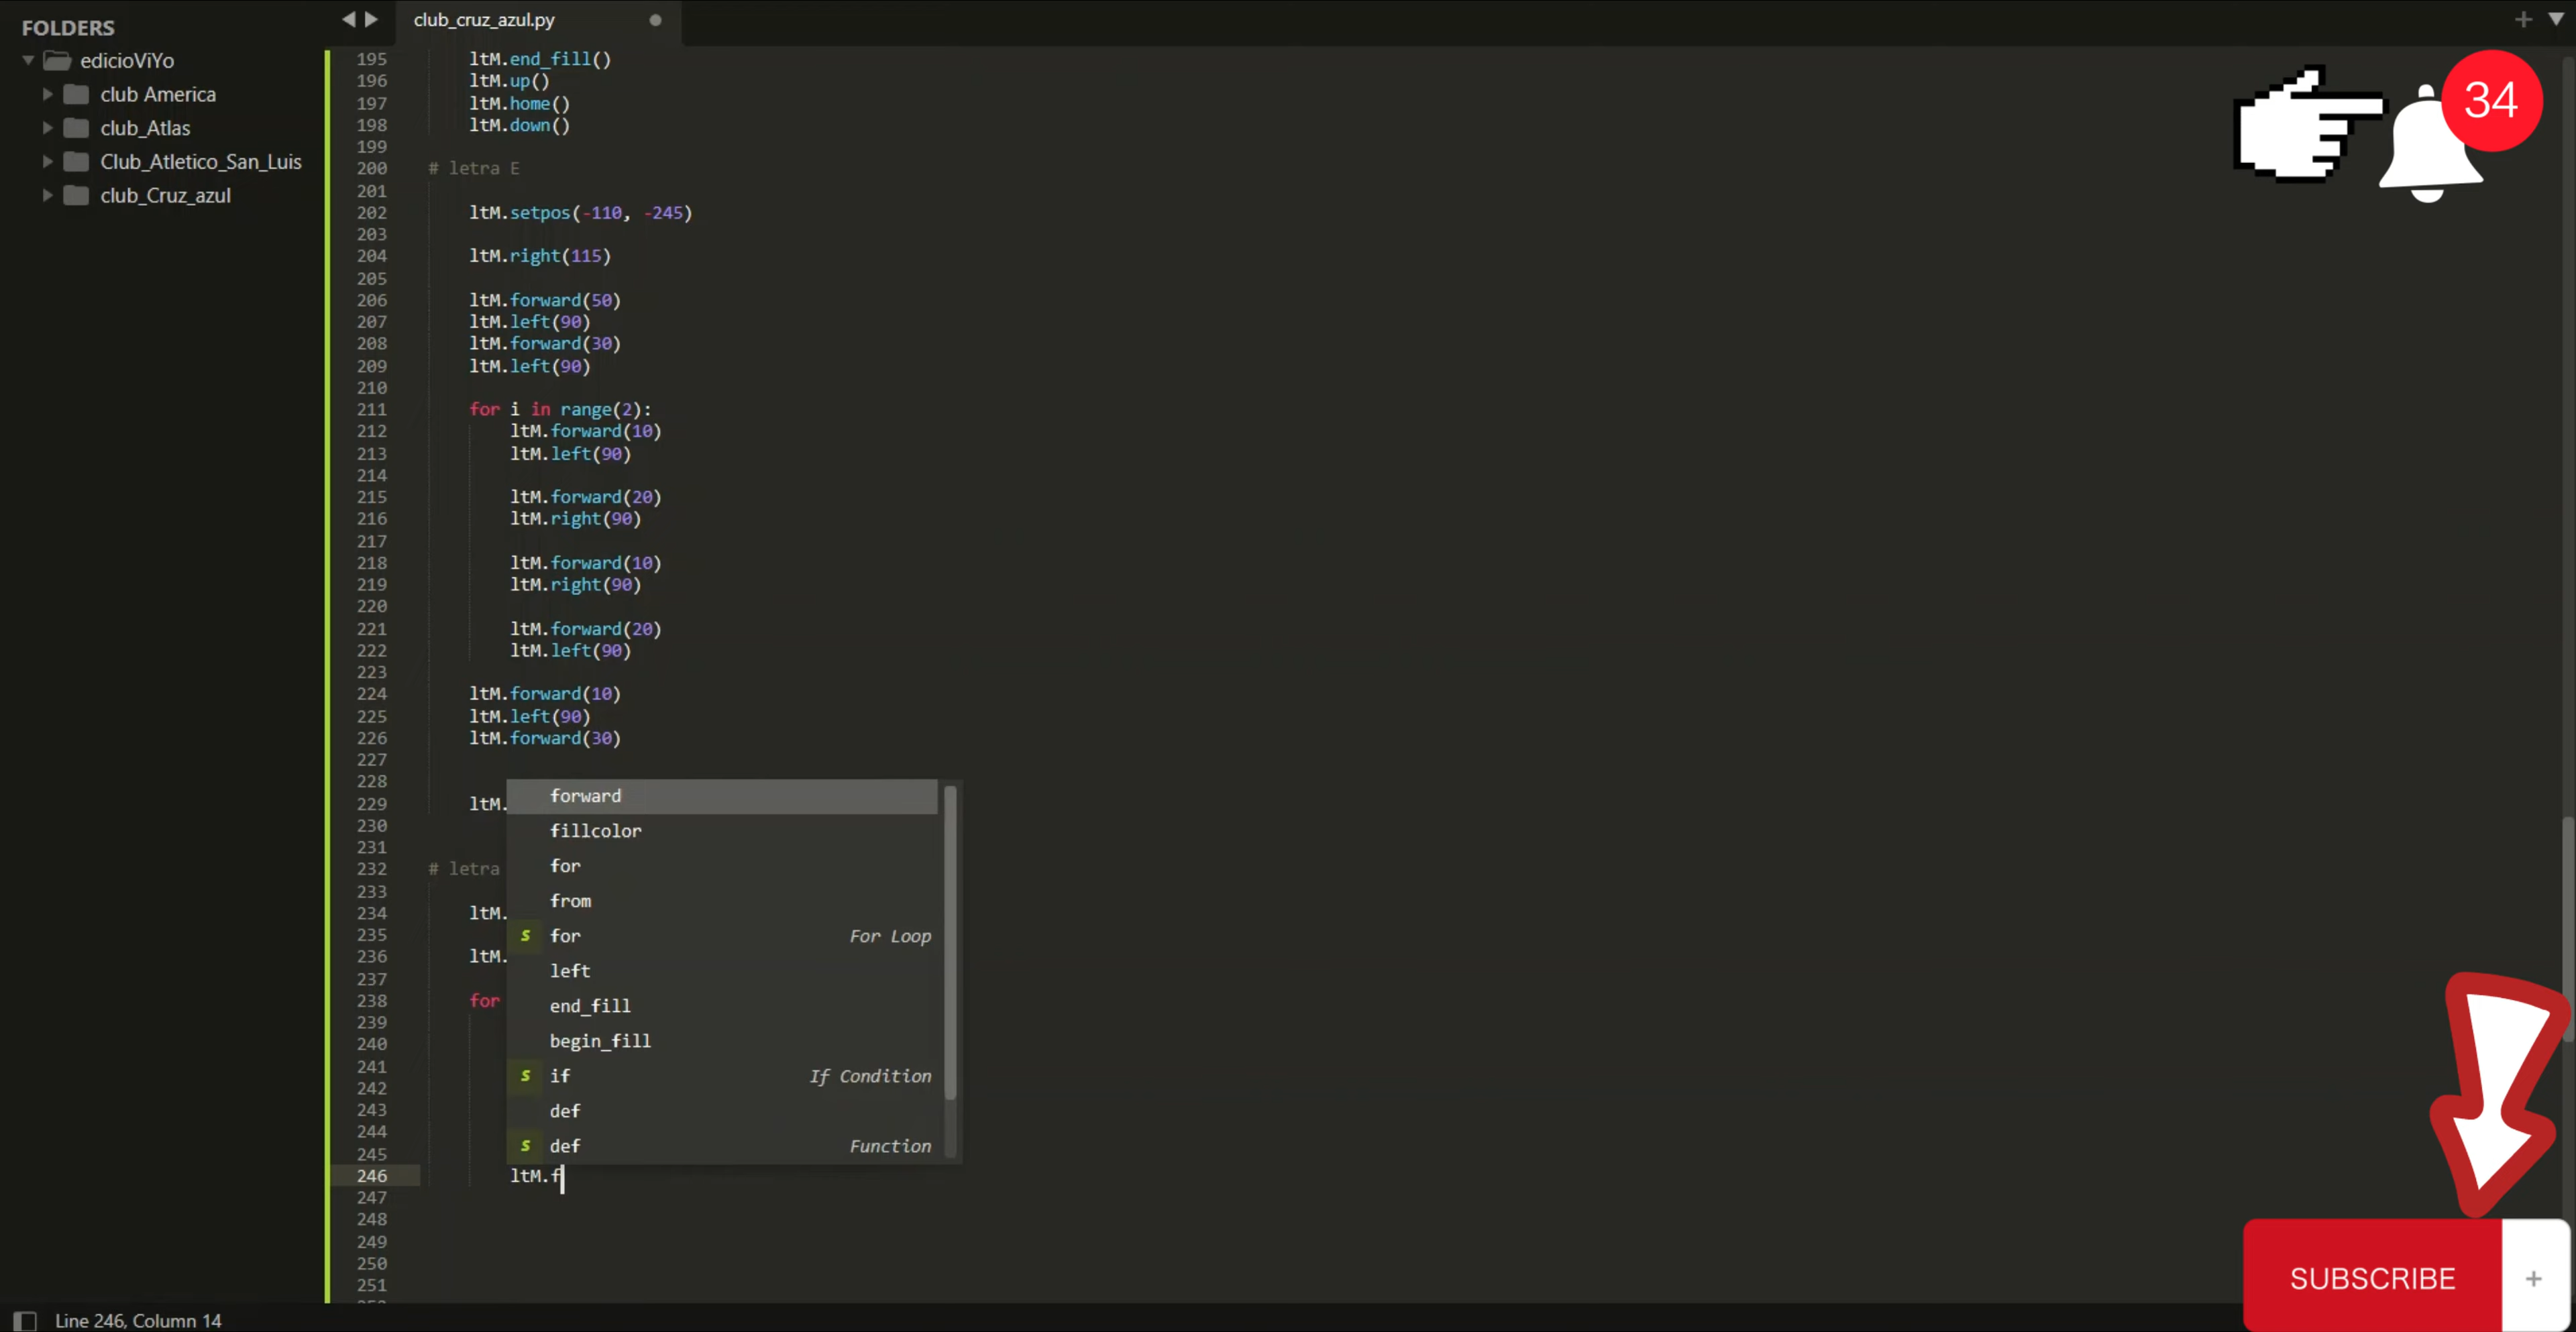 FOLDERS
edicioViYo
club America
club_Atlas
Club_Atletico_San_Luis
club_Cruz_azul
club_cruz_azul.py
195 ltM.end_fill()
196 ltM.up()
197 ltM.home()
198 ltM.down()
199
200 # letra E
201
202 ltM.setpos(-110, -245)
203
204 ltM.right(115)
205
206 ltM.forward(50)
207 ltM.left(90)
208 ltM.forward(30)
209 ltM.left(90)
210
211 for i in range(2):
212 ltM.forward(10)
213 ltM.left(90)
214
215 ltM.forward(20)
216 ltM.right(90)
217
218 ltM.forward(10)
219 ltM.right(90)
220
221 ltM.forward(20)
222 ltM.left(90)
223
224 ltM.forward(10)
225 ltM.left(90)
226 ltM.forward(30)
227
228
229 ltM.
230
231
232 # letra
233
234 ltM.
235
236 ltM.
237
238 for
239
240
241
242
243
244
245
246 ltM.f
247
248
249
250
251
forward
fillcolor
for
from
s for For Loop
left
end_fill
begin_fill
s if If Condition
def
s def Function
34
SUBSCRIBE +
Line 246, Column 14